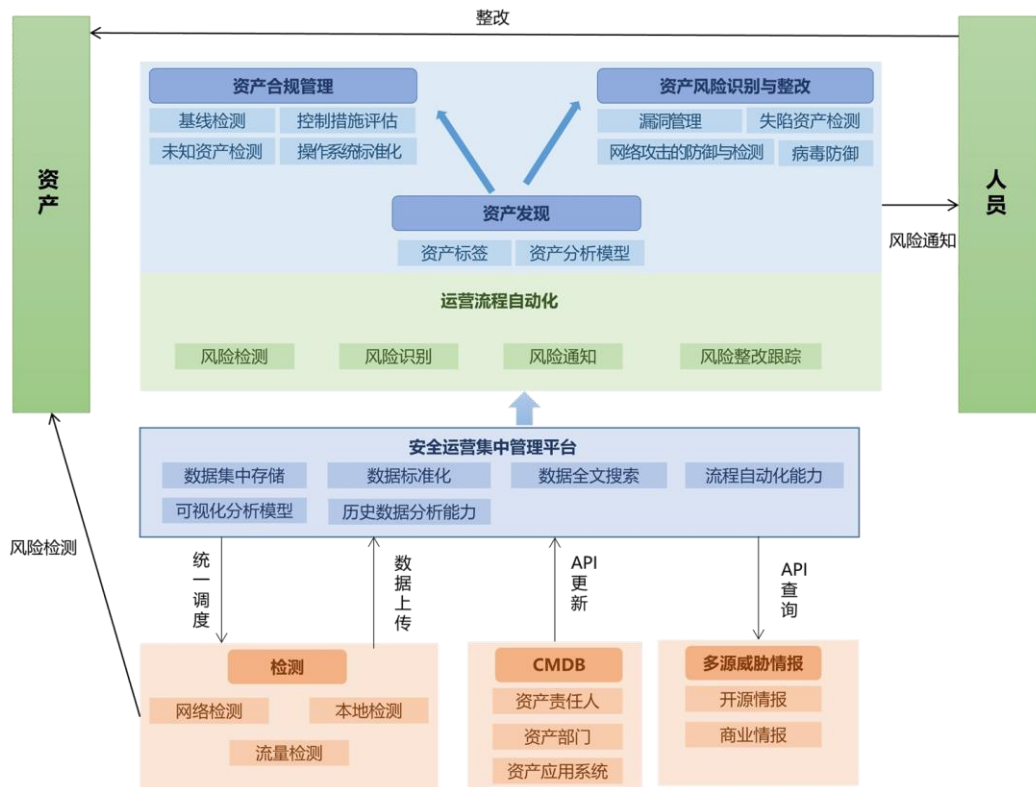 整改
资产
人员
资产合规管理
基线检测
控制措施评估
未知资产检测
操作系统标准化
资产风险识别与整改
漏洞管理
失陷资产检测
网络攻击的防御与检测
病毒防御
资产发现
资产标签
资产分析模型
风险通知
运营流程自动化
风险检测
风险识别
风险通知
风险整改跟踪
安全运营集中管理平台
数据集中存储
数据标准化
数据全文搜索
流程自动化能力
可视化分析模型
历史数据分析能力
风险检测
统一调度
数据上传
API更新
API查询
检测
网络检测
本地检测
流量检测
CMDB
资产责任人
资产部门
资产应用系统
多源威胁情报
开源情报
商业情报